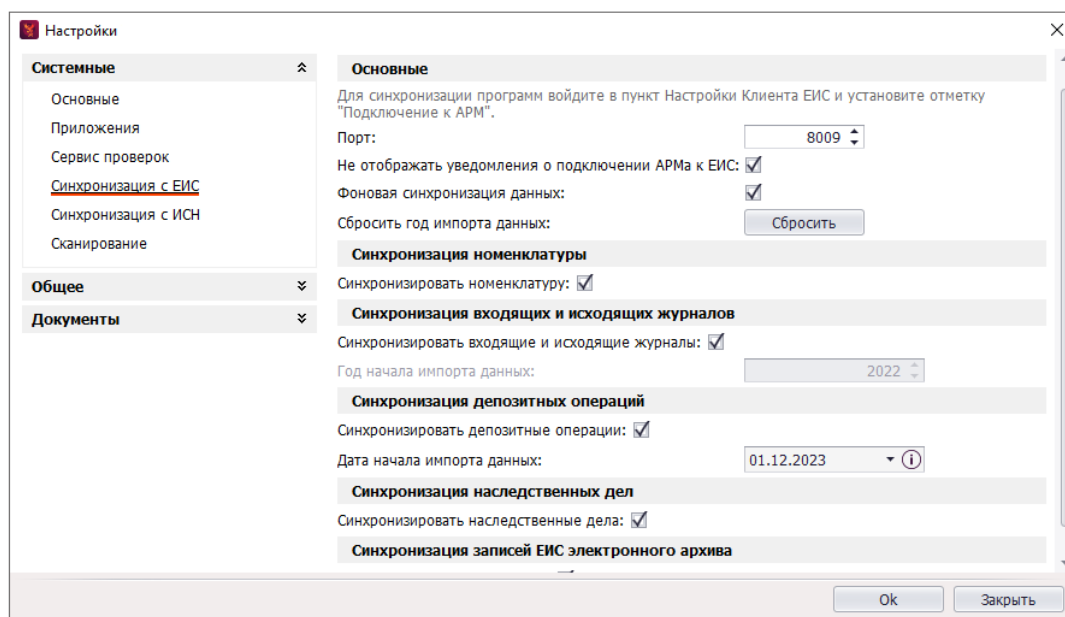 Настройки
Системные
Основные
Приложения
Сервис проверок
Синхронизация с ЕИС
Синхронизация с ИСН
Сканирование
Общее
Документы
Основные
Для синхронизации программ войдите в пункт Настройки Клиента ЕИС и установите отметку
"Подключение к АРМ".
Порт: 8009
Не отображать уведомления о подключении АРМа к ЕИС:
Фоновая синхронизация данных:
Сбросить год импорта данных: Сбросить
Синхронизация номенклатуры
Синхронизировать номенклатуру:
Синхронизация входящих и исходящих журналов
Синхронизировать входящие и исходящие журналы:
Год начала импорта данных: 2022
Синхронизация депозитных операций
Синхронизировать депозитные операции:
Дата начала импорта данных: 01.12.2023
Синхронизация наследственных дел
Синхронизировать наследственные дела:
Синхронизация записей ЕИС электронного архива
Ok Закрыть